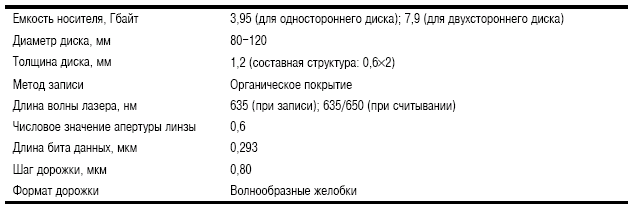 Емкость носителя, Гбайт 3,95 (для одностороннего диска); 7,9 (для двухстороннего диска)
Диаметр диска, мм 80–120
Толщина диска, мм 1,2 (составная структура: 0,6×2)
Метод записи Органическое покрытие
Длина волны лазера, нм 635 (при записи); 635/650 (при считывании)
Числовое значение апертуры линзы 0,6
Длина бита данных, мкм 0,293
Шаг дорожки, мкм 0,80
Формат дорожки Волнообразные желобки